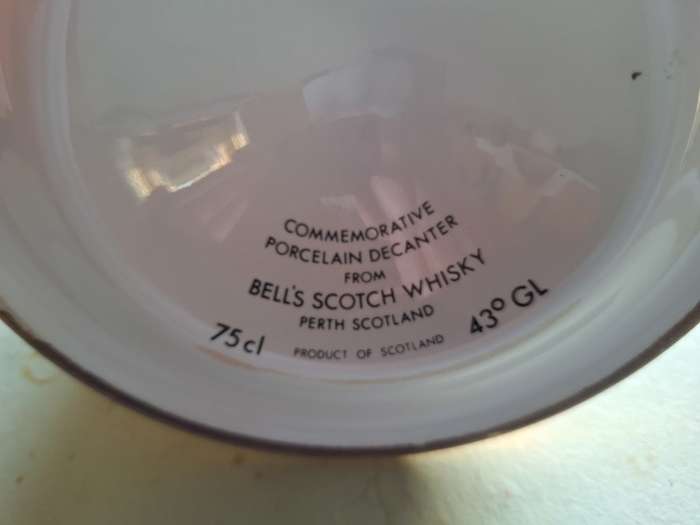 COMMEMORATIVE
PORCELAIN DECANTER
FROM
BELL'S SCOTCH WHISKY
PERTH SCOTLAND
75cl PRODUCT OF SCOTLAND 43° GL